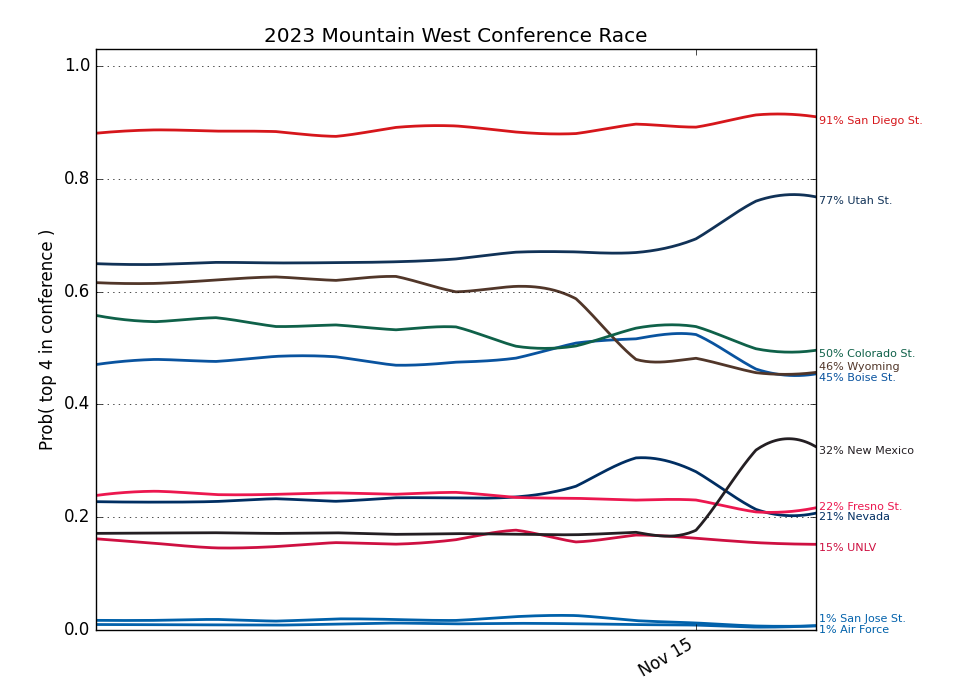 2023 Mountain West Conference Race
1.0
0.8
0.6
0.4
0.2
0.0
Prob( top 4 in conference )
Nov 15
91% San Diego St.
77% Utah St.
50% Colorado St.
46% Wyoming
45% Boise St.
32% New Mexico
22% Fresno St.
21% Nevada
15% UNLV
1% San Jose St.
1% Air Force